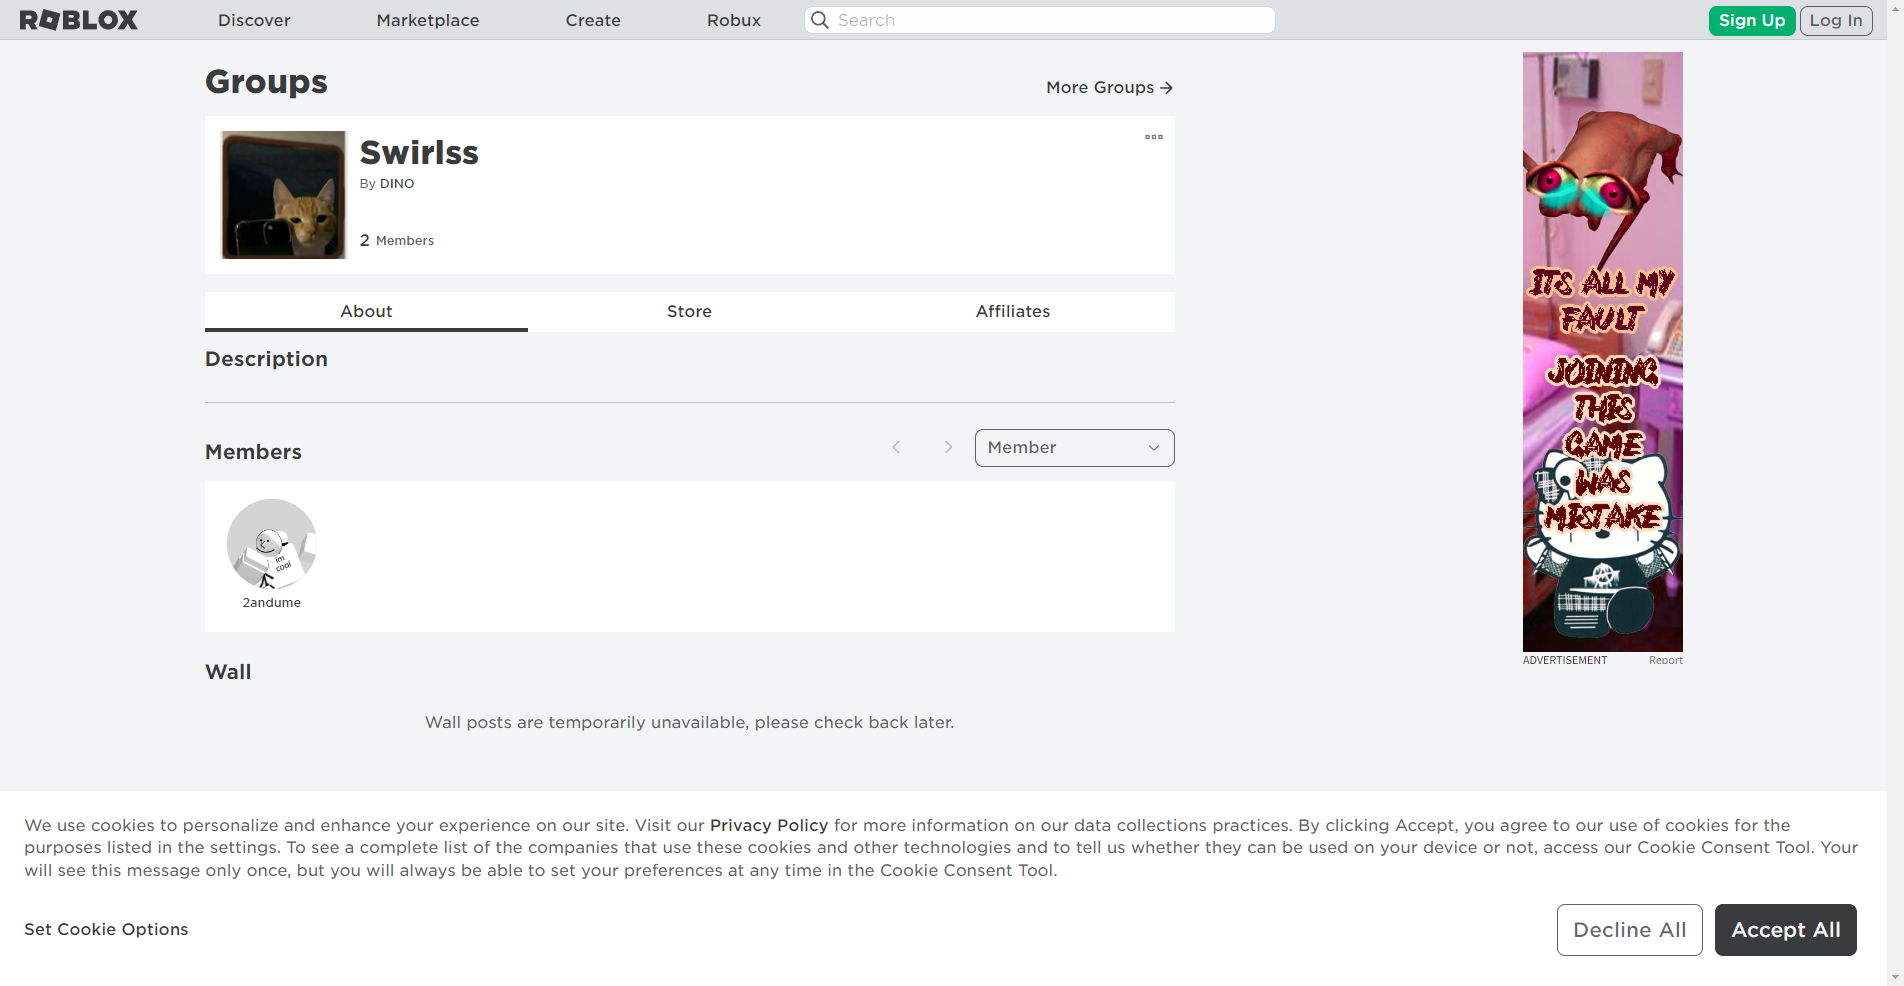 ROBLOX
Discover
Marketplace
Create
Robux
Search
Sign Up
Log In
Groups
More Groups
Swirlss
By DINO
2 Members
About
Store
Affiliates
Description
Members
Member
im
cool
2andume
Wall
Wall posts are temporarily unavailable, please check back later.
ITS ALL MY
FAULT
JOINING
THIS
GAME
WAS
MISTAKE
ADVERTISEMENT
Report
We use cookies to personalize and enhance your experience on our site. Visit our Privacy Policy for more information on our data collections practices. By clicking Accept, you agree to our use of cookies for the
purposes listed in the settings. To see a complete list of the companies that use these cookies and other technologies and to tell us whether they can be used on your device or not, access our Cookie Consent Tool. Your
will see this message only once, but you will always be able to set your preferences at any time in the Cookie Consent Tool.
Set Cookie Options
Decline All
Accept All